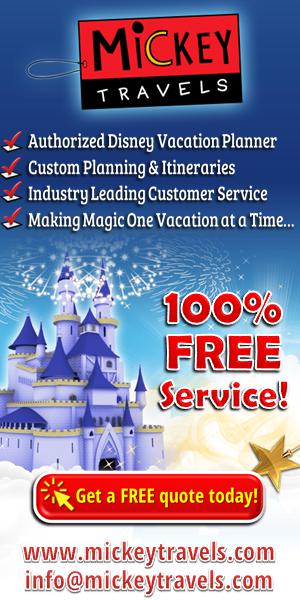 MiCKEY
TRAVELS
Authorized Disney Vacation Planner
Custom Planning & Itineraries
Industry Leading Customer Service
Making Magic One Vacation at a Time...
100%
FREE
Service!
Get a FREE quote today!
www.mickeytravels.com
info@mickeytravels.com